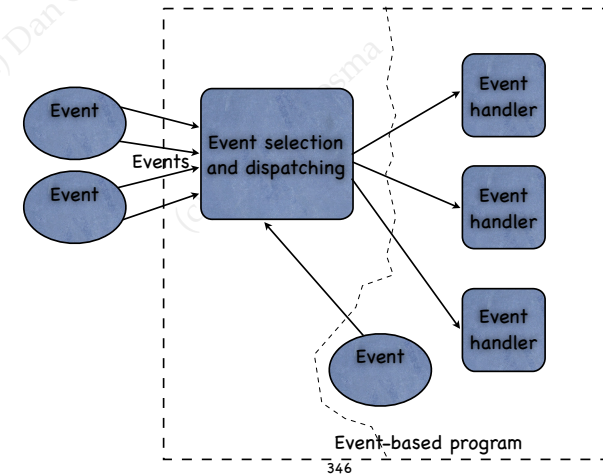 Event
Event
Events
Event selection
and dispatching
Event
handler
Event
handler
Event
handler
Event
Event-based program
346